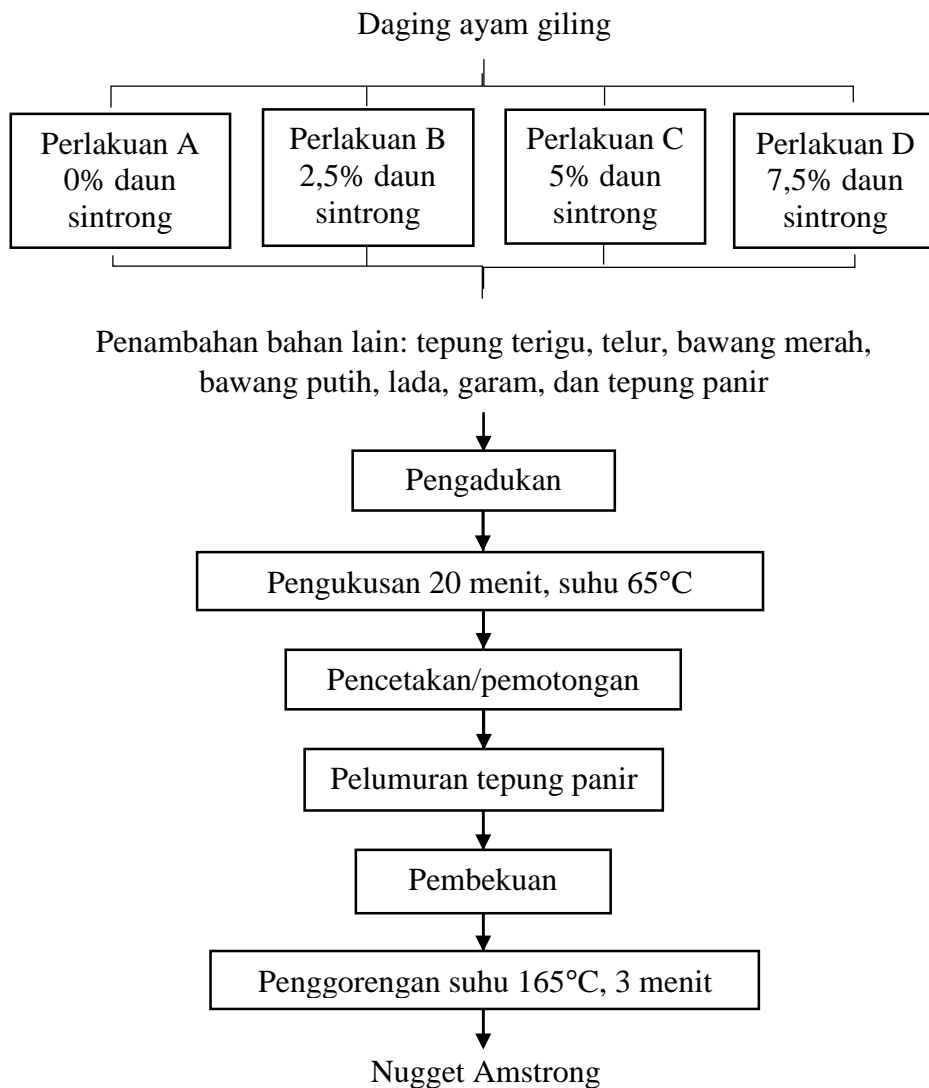 Daging ayam giling
Perlakuan A
0% daun
sintrong
Perlakuan B
2,5% daun
sintrong
Perlakuan C
5% daun
sintrong
Perlakuan D
7,5% daun
sintrong
Penambahan bahan lain: tepung terigu, telur, bawang merah,
bawang putih, lada, garam, dan tepung panir
Pengadukan
Pengukusan 20 menit, suhu 65°C
Pencetakan/pemotongan
Pelumuran tepung panir
Pembekuan
Penggorengan suhu 165°C, 3 menit
Nugget Amstrong